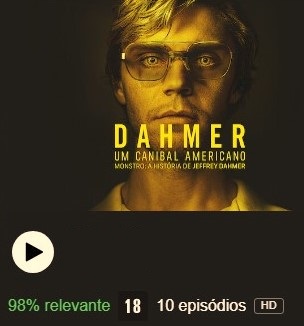 DAHMER
UM CANIBAL AMERICANO
MONSTRO: A HISTÓRIA DE JEFFREY DAHMER
98% relevante 18 10 episódios HD